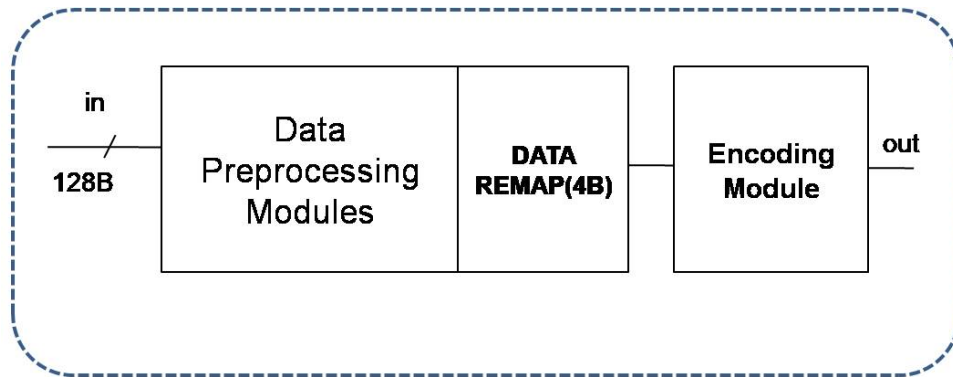 in
128B
Data
Preprocessing
Modules
DATA
REMAP(4B)
Encoding
Module
out